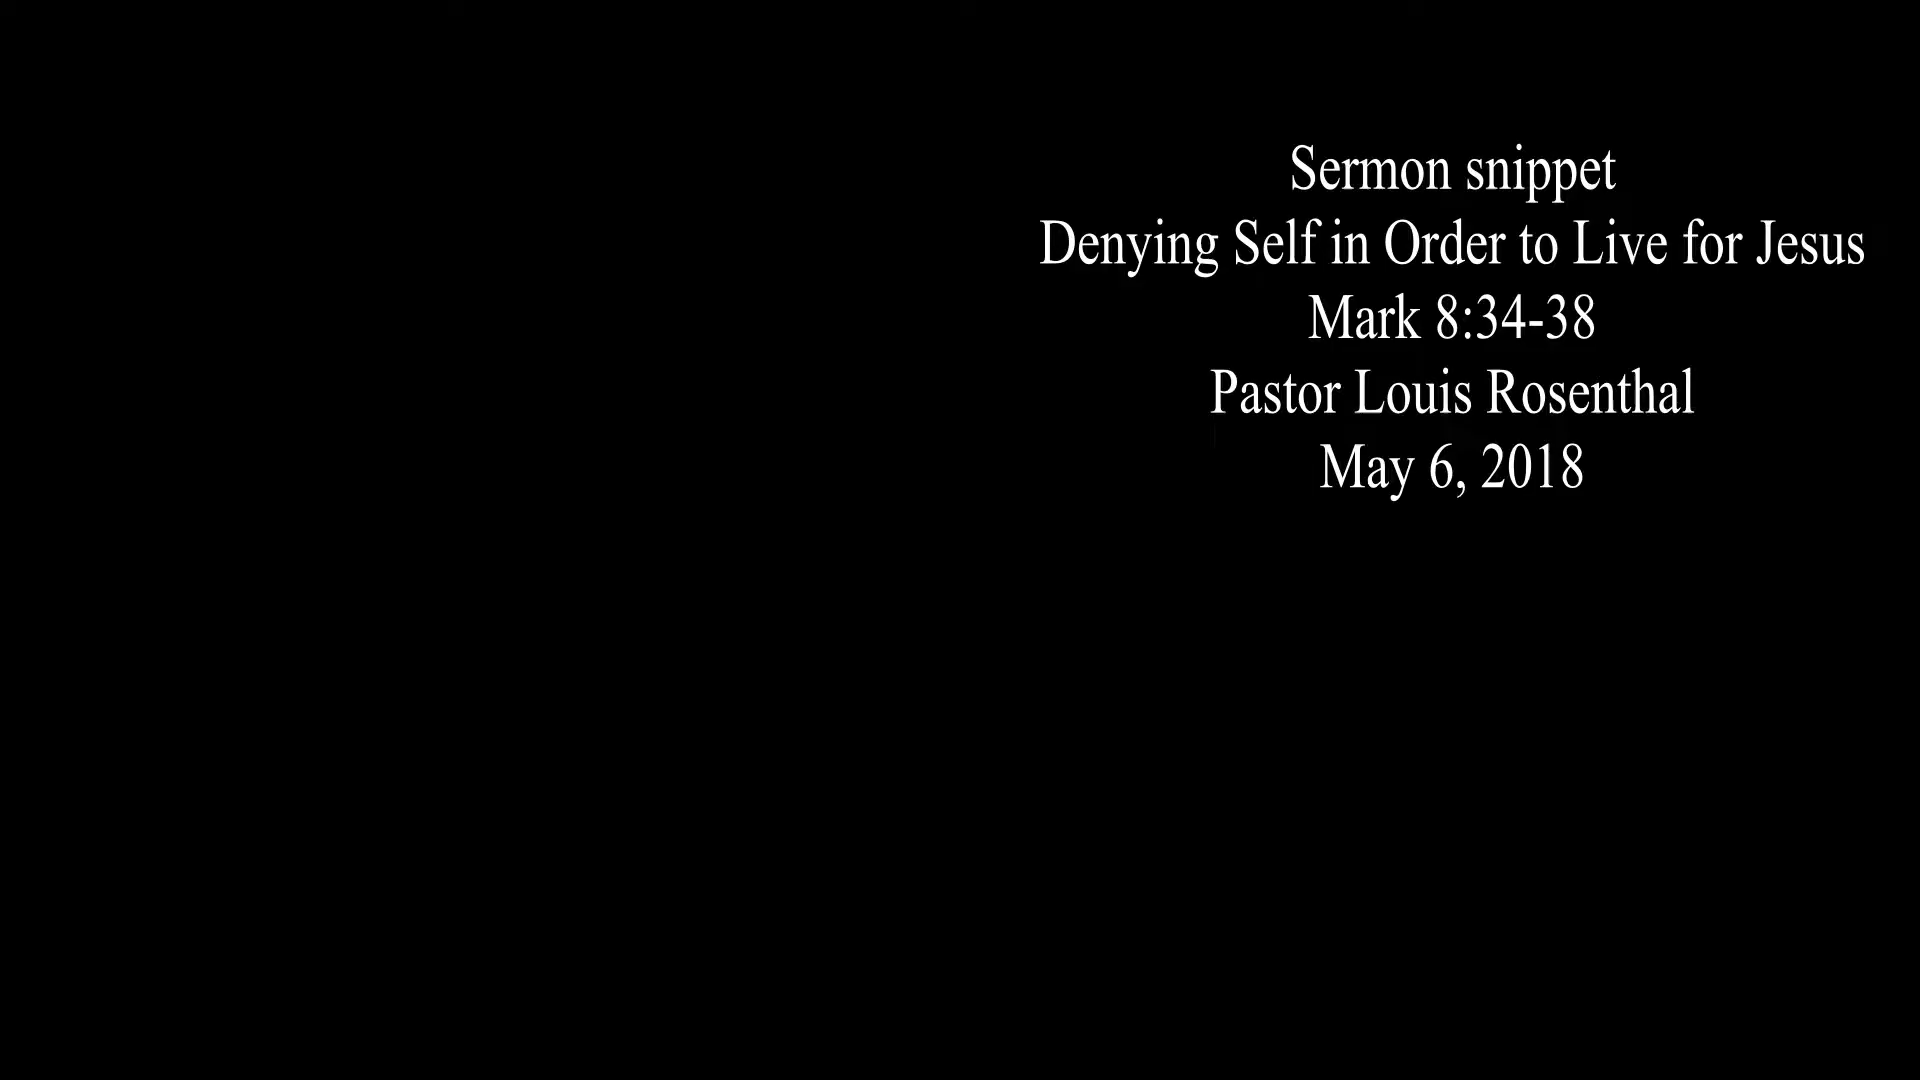 Sermon snippet
Denying Self in Order to Live for Jesus
Mark 8:34-38
Pastor Louis Rosenthal
May 6, 2018